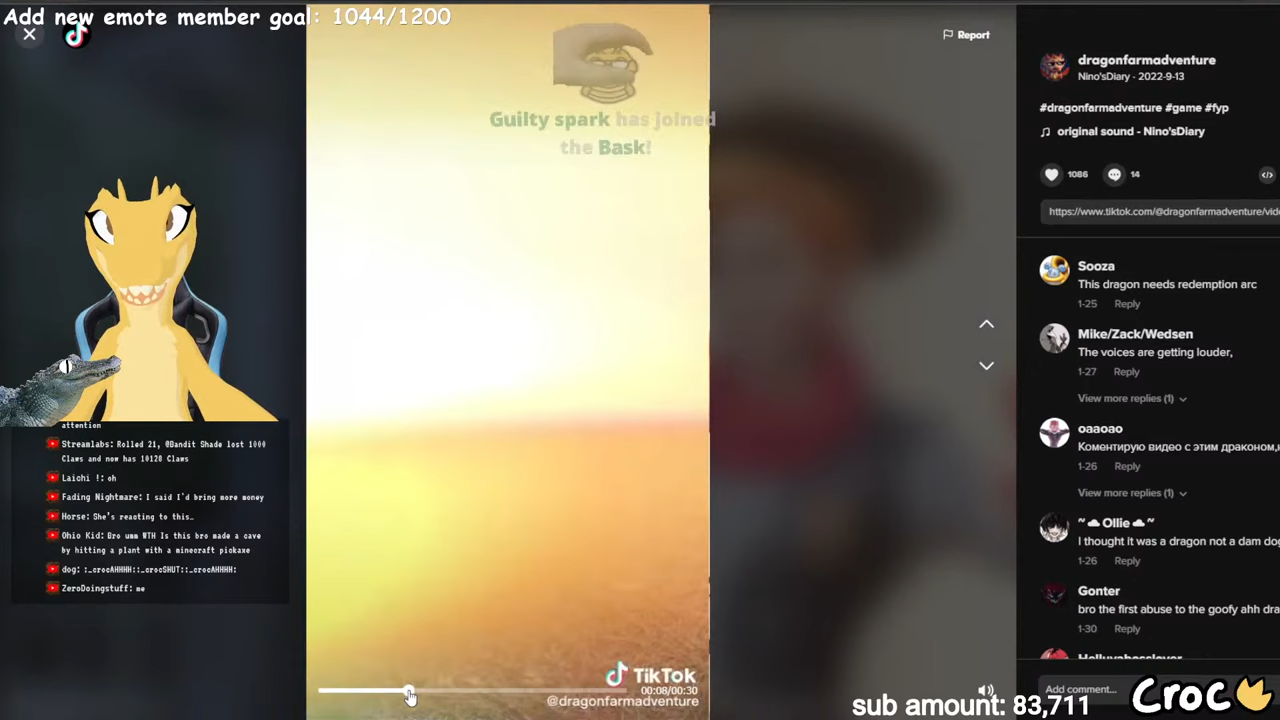 Add new emote member goal: 1044/1200
Guilty spark has joined
the Bask!
Report
dragonfarmadventure
Nino'sDiary · 2022-9-13
#dragonfarmadventure #game #fyp
original sound - Nino'sDiary
1086
14
https://www.tiktok.com/@dragonfarmadventure/vid
Sooza
This dragon needs redemption arc
1-25 Reply
Mike/Zack/Wedsen
The voices are getting louder,
1-27 Reply
View more replies (1)
oaaoao
Коментирую видео с этим драконом,
1-26 Reply
View more replies (1)
~ ☁ Ollie ☁ ~
I thought it was a dragon not a dam dog
1-26 Reply
Gonter
bro the first abuse to the goofy ahh dra
1-30 Reply
Add comment...
attention
Streamlabs: Rolled 21, @Bandit Shade lost 1000
Claws and now has 10120 Claws
Laichi !: oh
Fading Nightmare: I said I'd bring more money
Horse: She's reacting to this…
Ohio Kid: Bro umm WTH Is this bro made a cave
by hitting a plant with a minecraft pickaxe
dog: :_crocAHHHH::_crocSHUT::_crocAHHHH:
ZeroDoingstuff: me
TikTok
00:08/00:30
@dragonfarmadventure
sub amount: 83,711
Croc